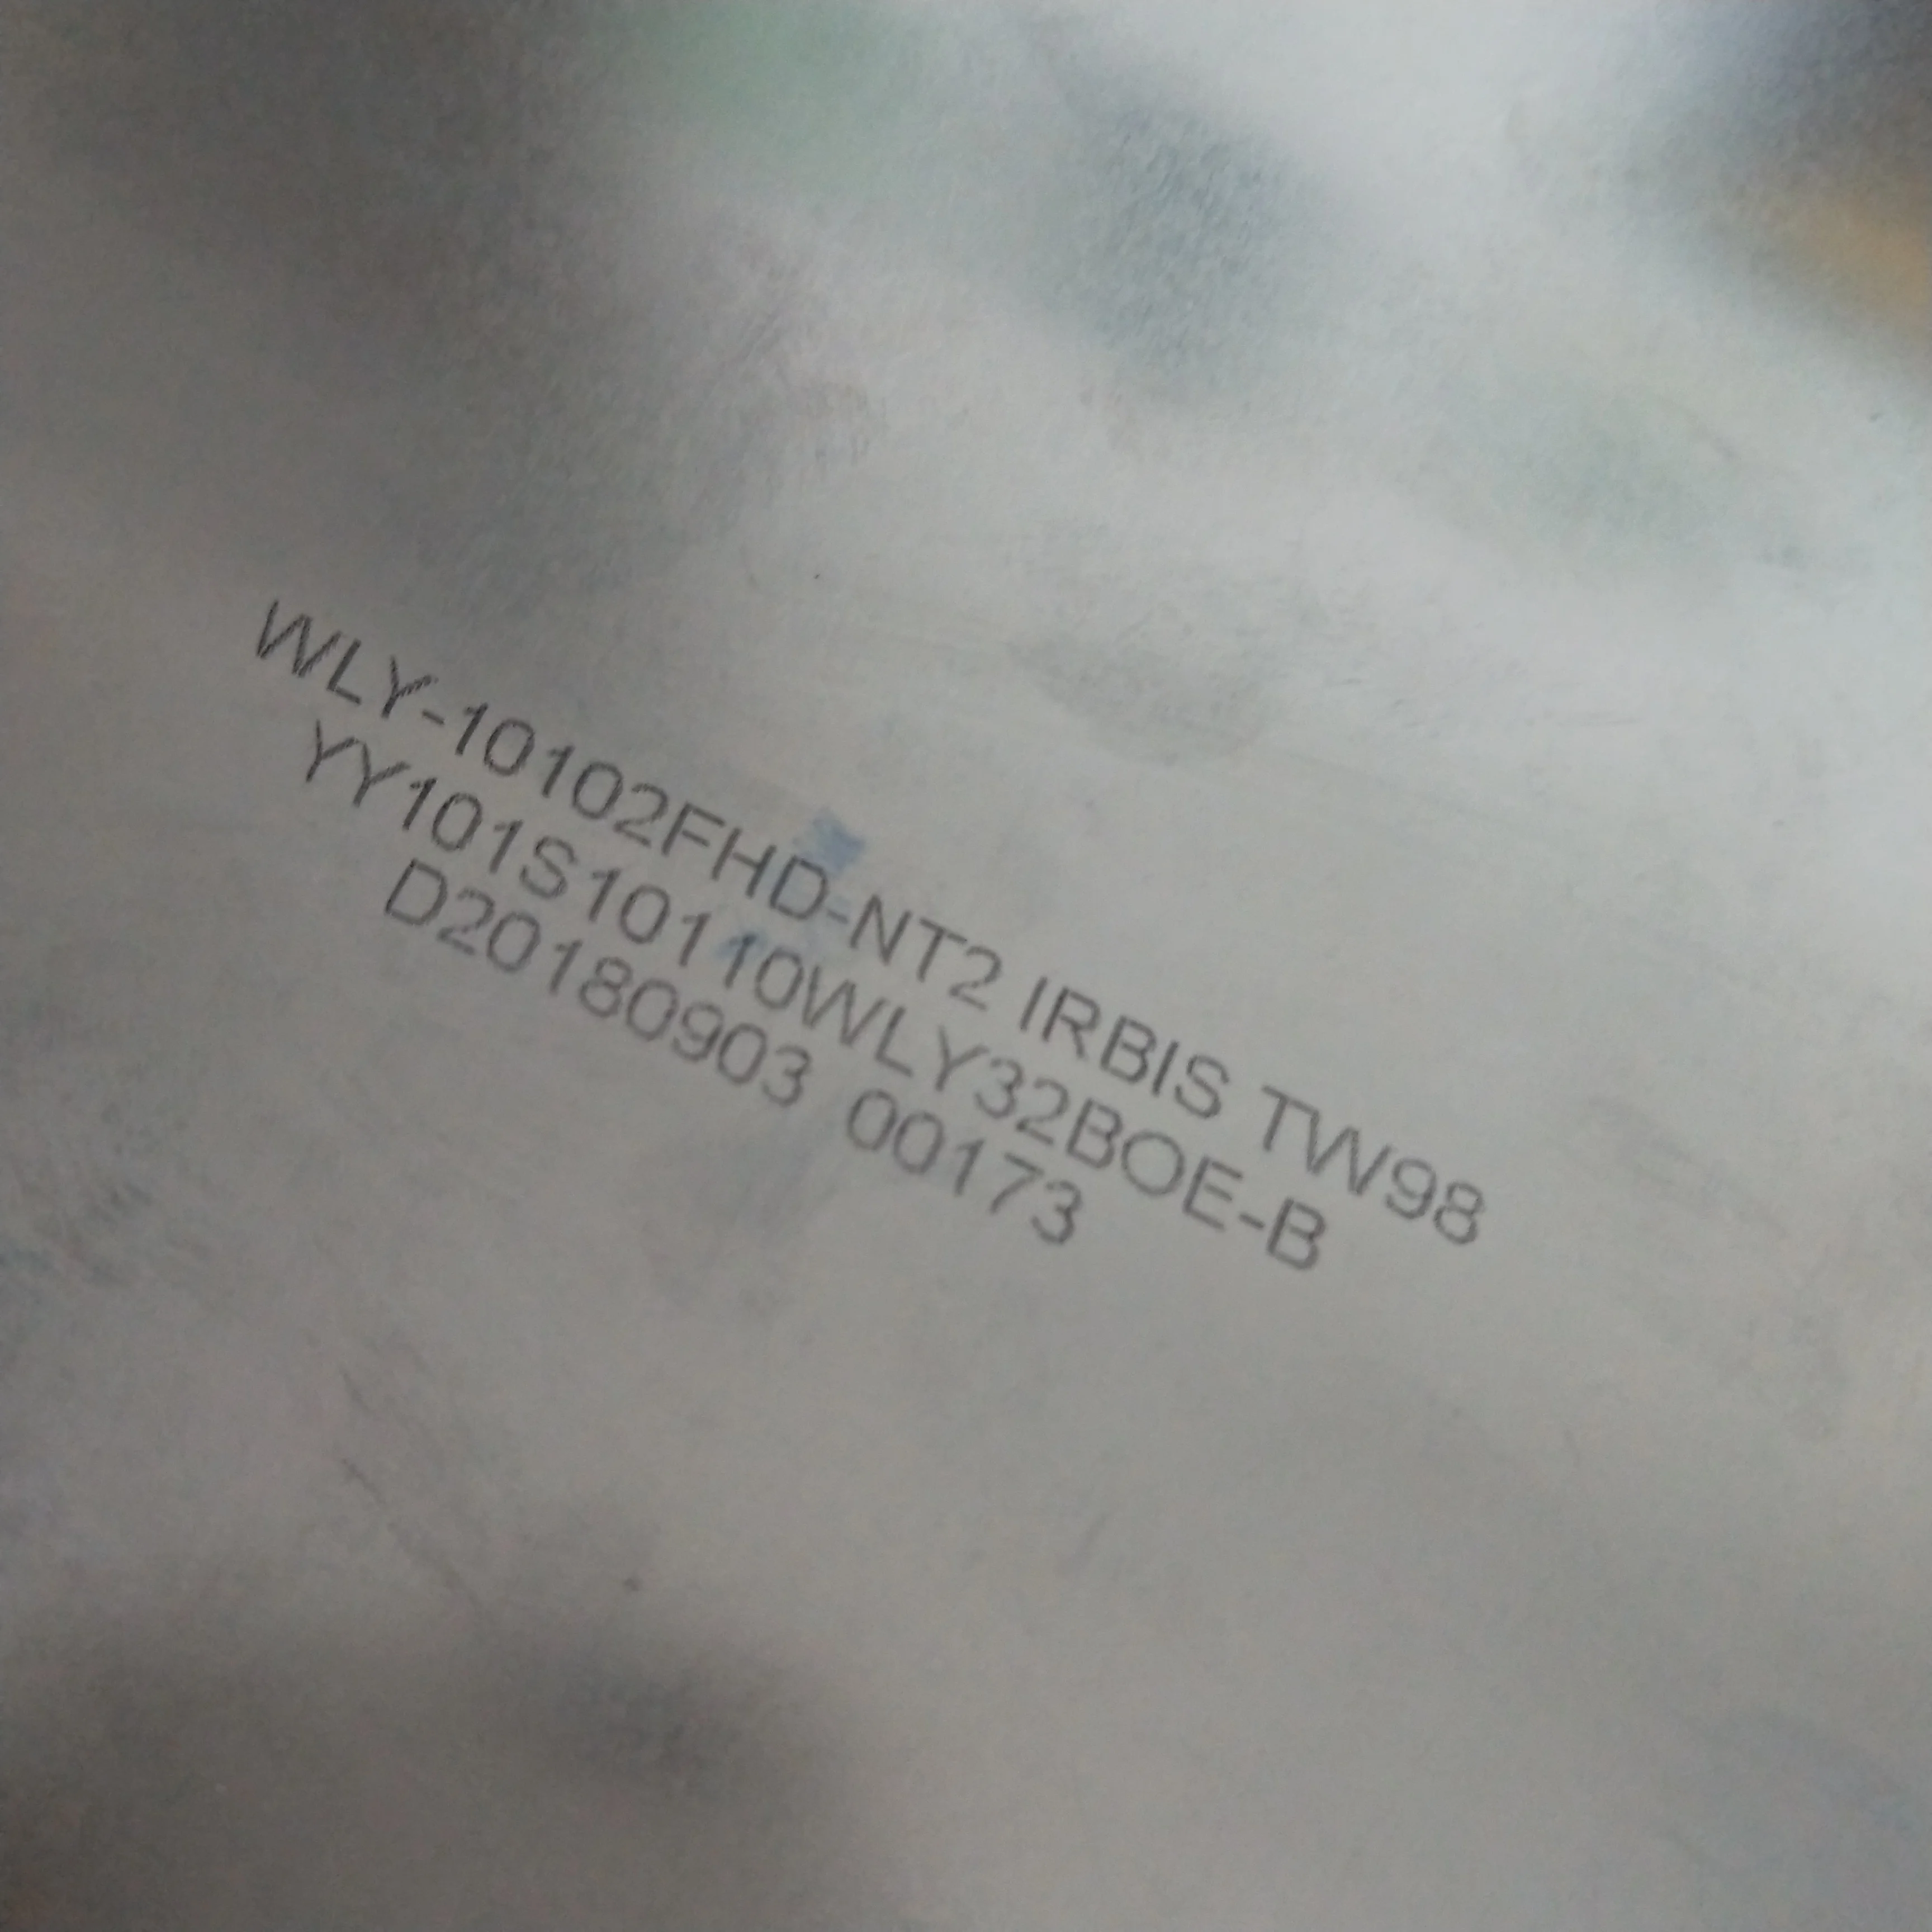 WLY-10102FHD-NT2 IRBIS TW98
YY101S10110WLY32BOE-B
D20180903 00173